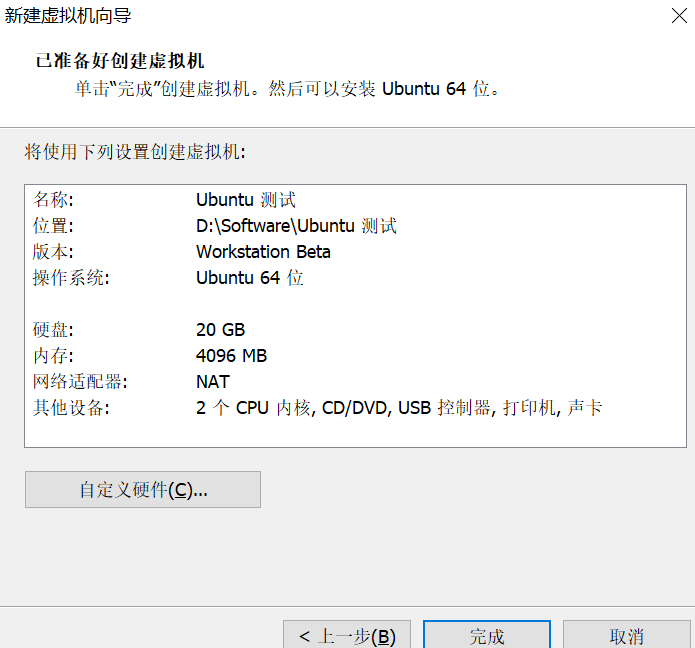 新建虚拟机向导
已准备好创建虚拟机
单击“完成”创建虚拟机。然后可以安装 Ubuntu 64 位。
将使用下列设置创建虚拟机:
名称: Ubuntu 测试
位置: D:\Software\Ubuntu 测试
版本: Workstation Beta
操作系统: Ubuntu 64 位
硬盘: 20 GB
内存: 4096 MB
网络适配器: NAT
其他设备: 2 个 CPU 内核, CD/DVD, USB 控制器, 打印机, 声卡
自定义硬件(C)...
< 上一步(B) 完成 取消